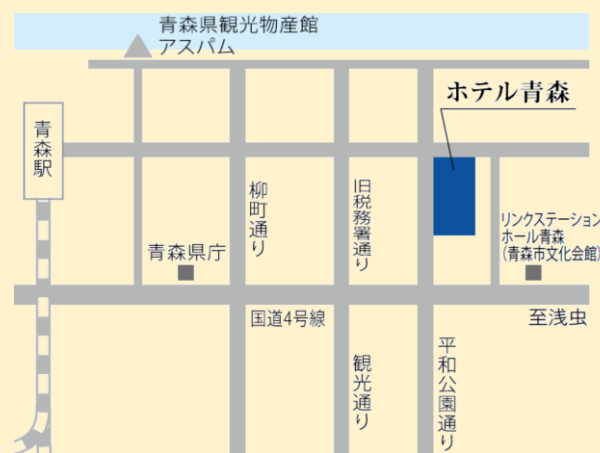 青森県観光物産館
アスパム
ホテル青森
青森駅
柳町通り
旧税務署通り
リンクステーション
ホール青森
(青森市文化会館)
青森県庁
国道4号線
至浅虫
観光通り
平和公園通り